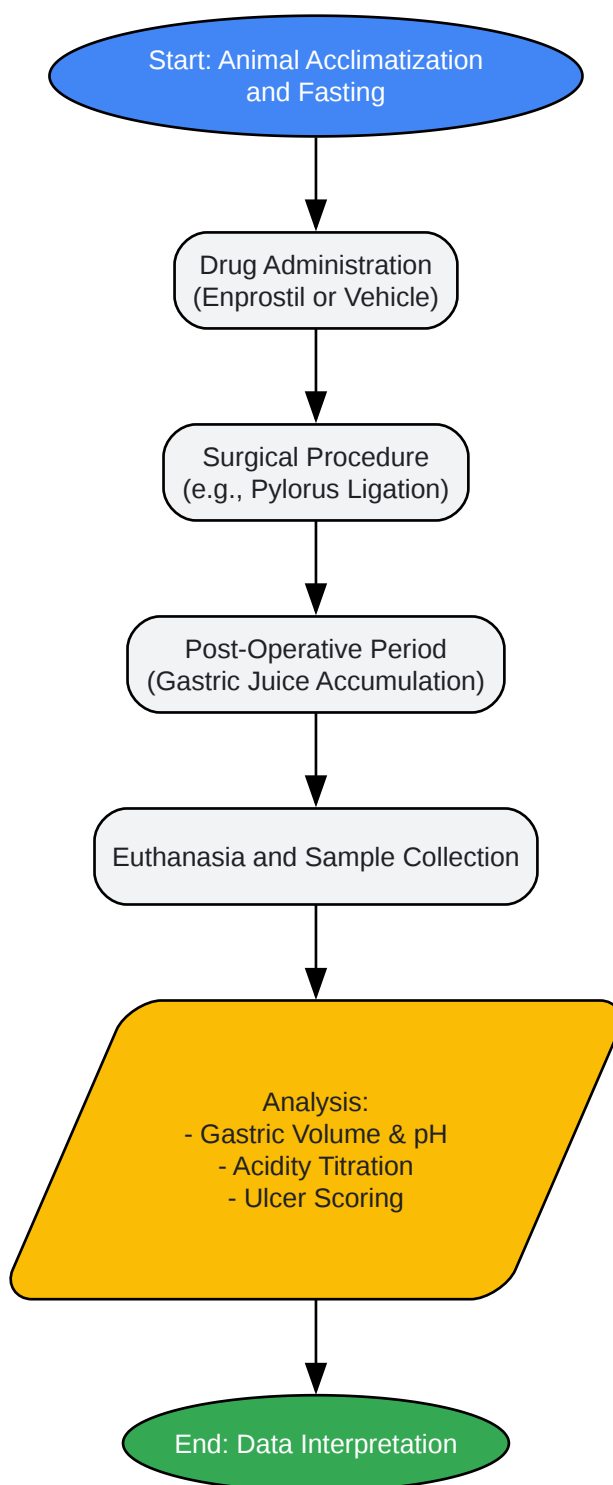 Start: Animal Acclimatization
and Fasting
Drug Administration
(Enprostil or Vehicle)
Surgical Procedure
(e.g., Pylorus Ligation)
Post-Operative Period
(Gastric Juice Accumulation)
Euthanasia and Sample Collection
Analysis:
- Gastric Volume & pH
- Acidity Titration
- Ulcer Scoring
End: Data Interpretation